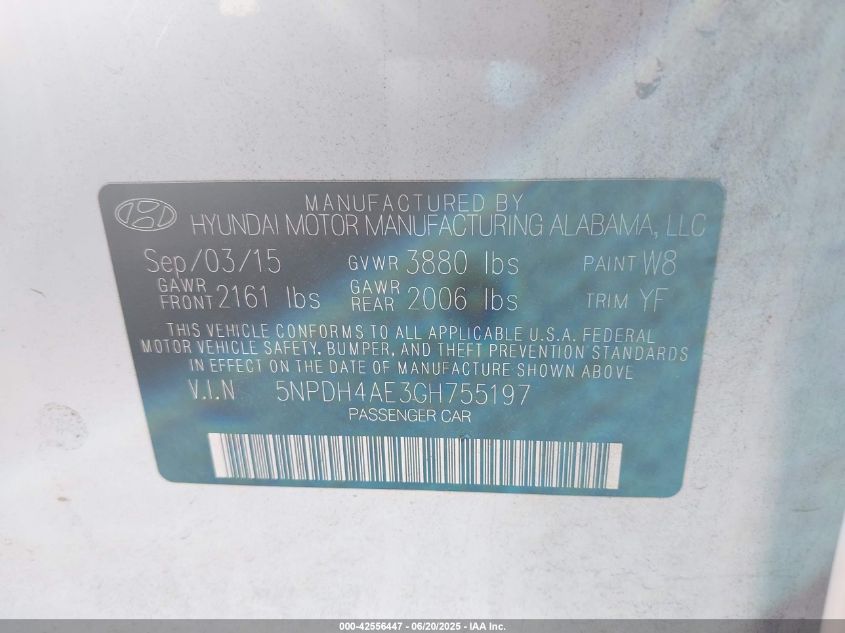 MANUFACTURED BY
HYUNDAI MOTOR MANUFACTURING ALABAMA, LLC
Sep/03/15 GVWR 3880 lbs PAINT W8
GAWR FRONT 2161 lbs GAWR REAR 2006 lbs TRIM YF
THIS VEHICLE CONFORMS TO ALL APPLICABLE U.S.A. FEDERAL
MOTOR VEHICLE SAFETY, BUMPER, AND THEFT PREVENTION STANDARDS
IN EFFECT ON THE DATE OF MANUFACTURE SHOWN ABOVE
V.I.N 5NPDH4AE3GH755197
PASSENGER CAR
000-42556447 - 06/20/2025 - IAA Inc.